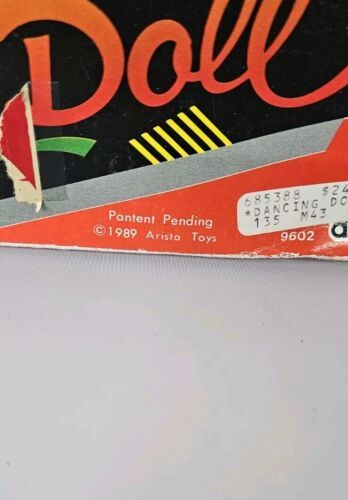 Doll
685388 $24
*DANCING DO
135 M43
Pantent Pending
©1989 Arista Toys
9602